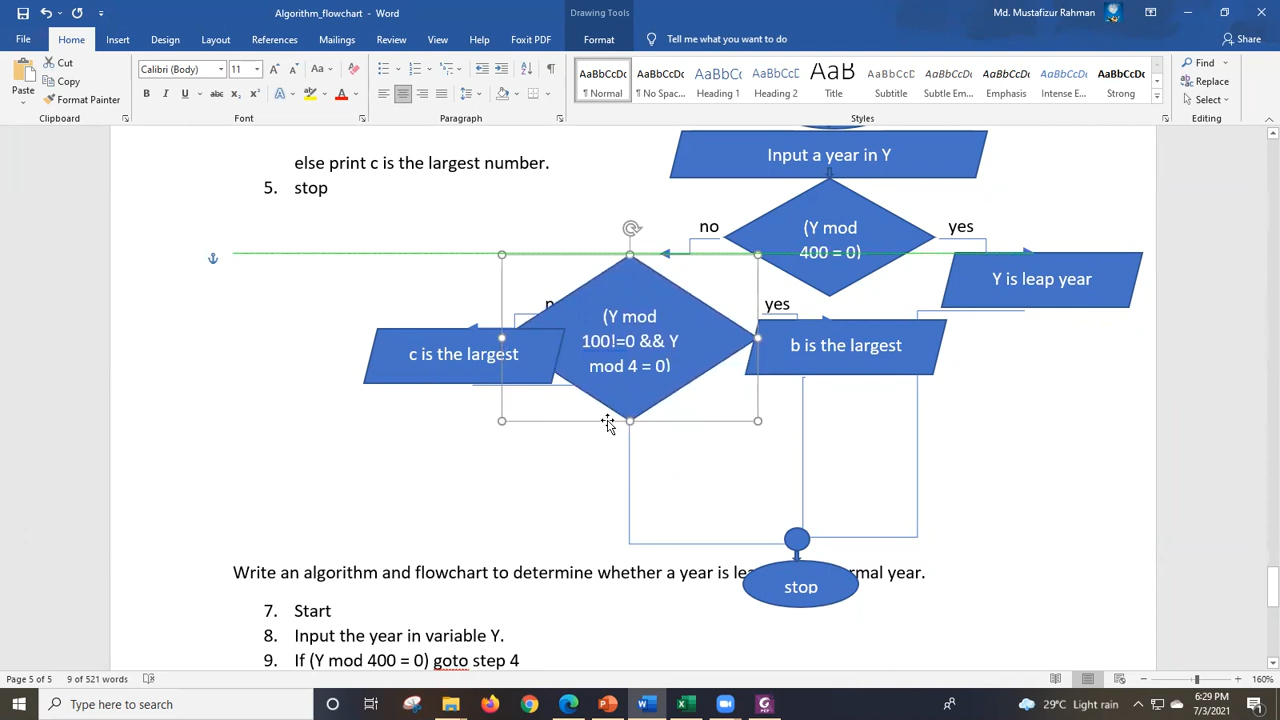 Algorithm_flowchart - Word
Drawing Tools
Md. Mustafizur Rahman
File Home Insert Design Layout References Mailings Review View Help Foxit PDF Format Tell me what you want to do Share
Paste
Cut
Copy
Format Painter
Clipboard
Calibri (Body) 11
Font
Paragraph
AaBbCcDc AaBbCcDc AaBbCc AaBbCcE AaB AaBbCcDc AaBbCcDc AaBbCcDc AaBbCcDc AaBbCcDc
¶ Normal ¶ No Spac... Heading 1 Heading 2 Title Subtitle Subtle Em... Emphasis Intense E... Strong
Styles
Find
Replace
Select
Editing
else print c is the largest number.
5. stop
Input a year in Y
no
(Y mod
400 = 0)
yes
Y is leap year
(Y mod
100!=0 && Y
mod 4 = 0)
yes
c is the largest
b is the largest
stop
Write an algorithm and flowchart to determine whether a year is
7. Start
8. Input the year in variable Y.
9. If (Y mod 400 = 0) goto step 4
Page 5 of 5 9 of 521 words
160%
Type here to search
29°C Light rain
6:29 PM
7/3/2021